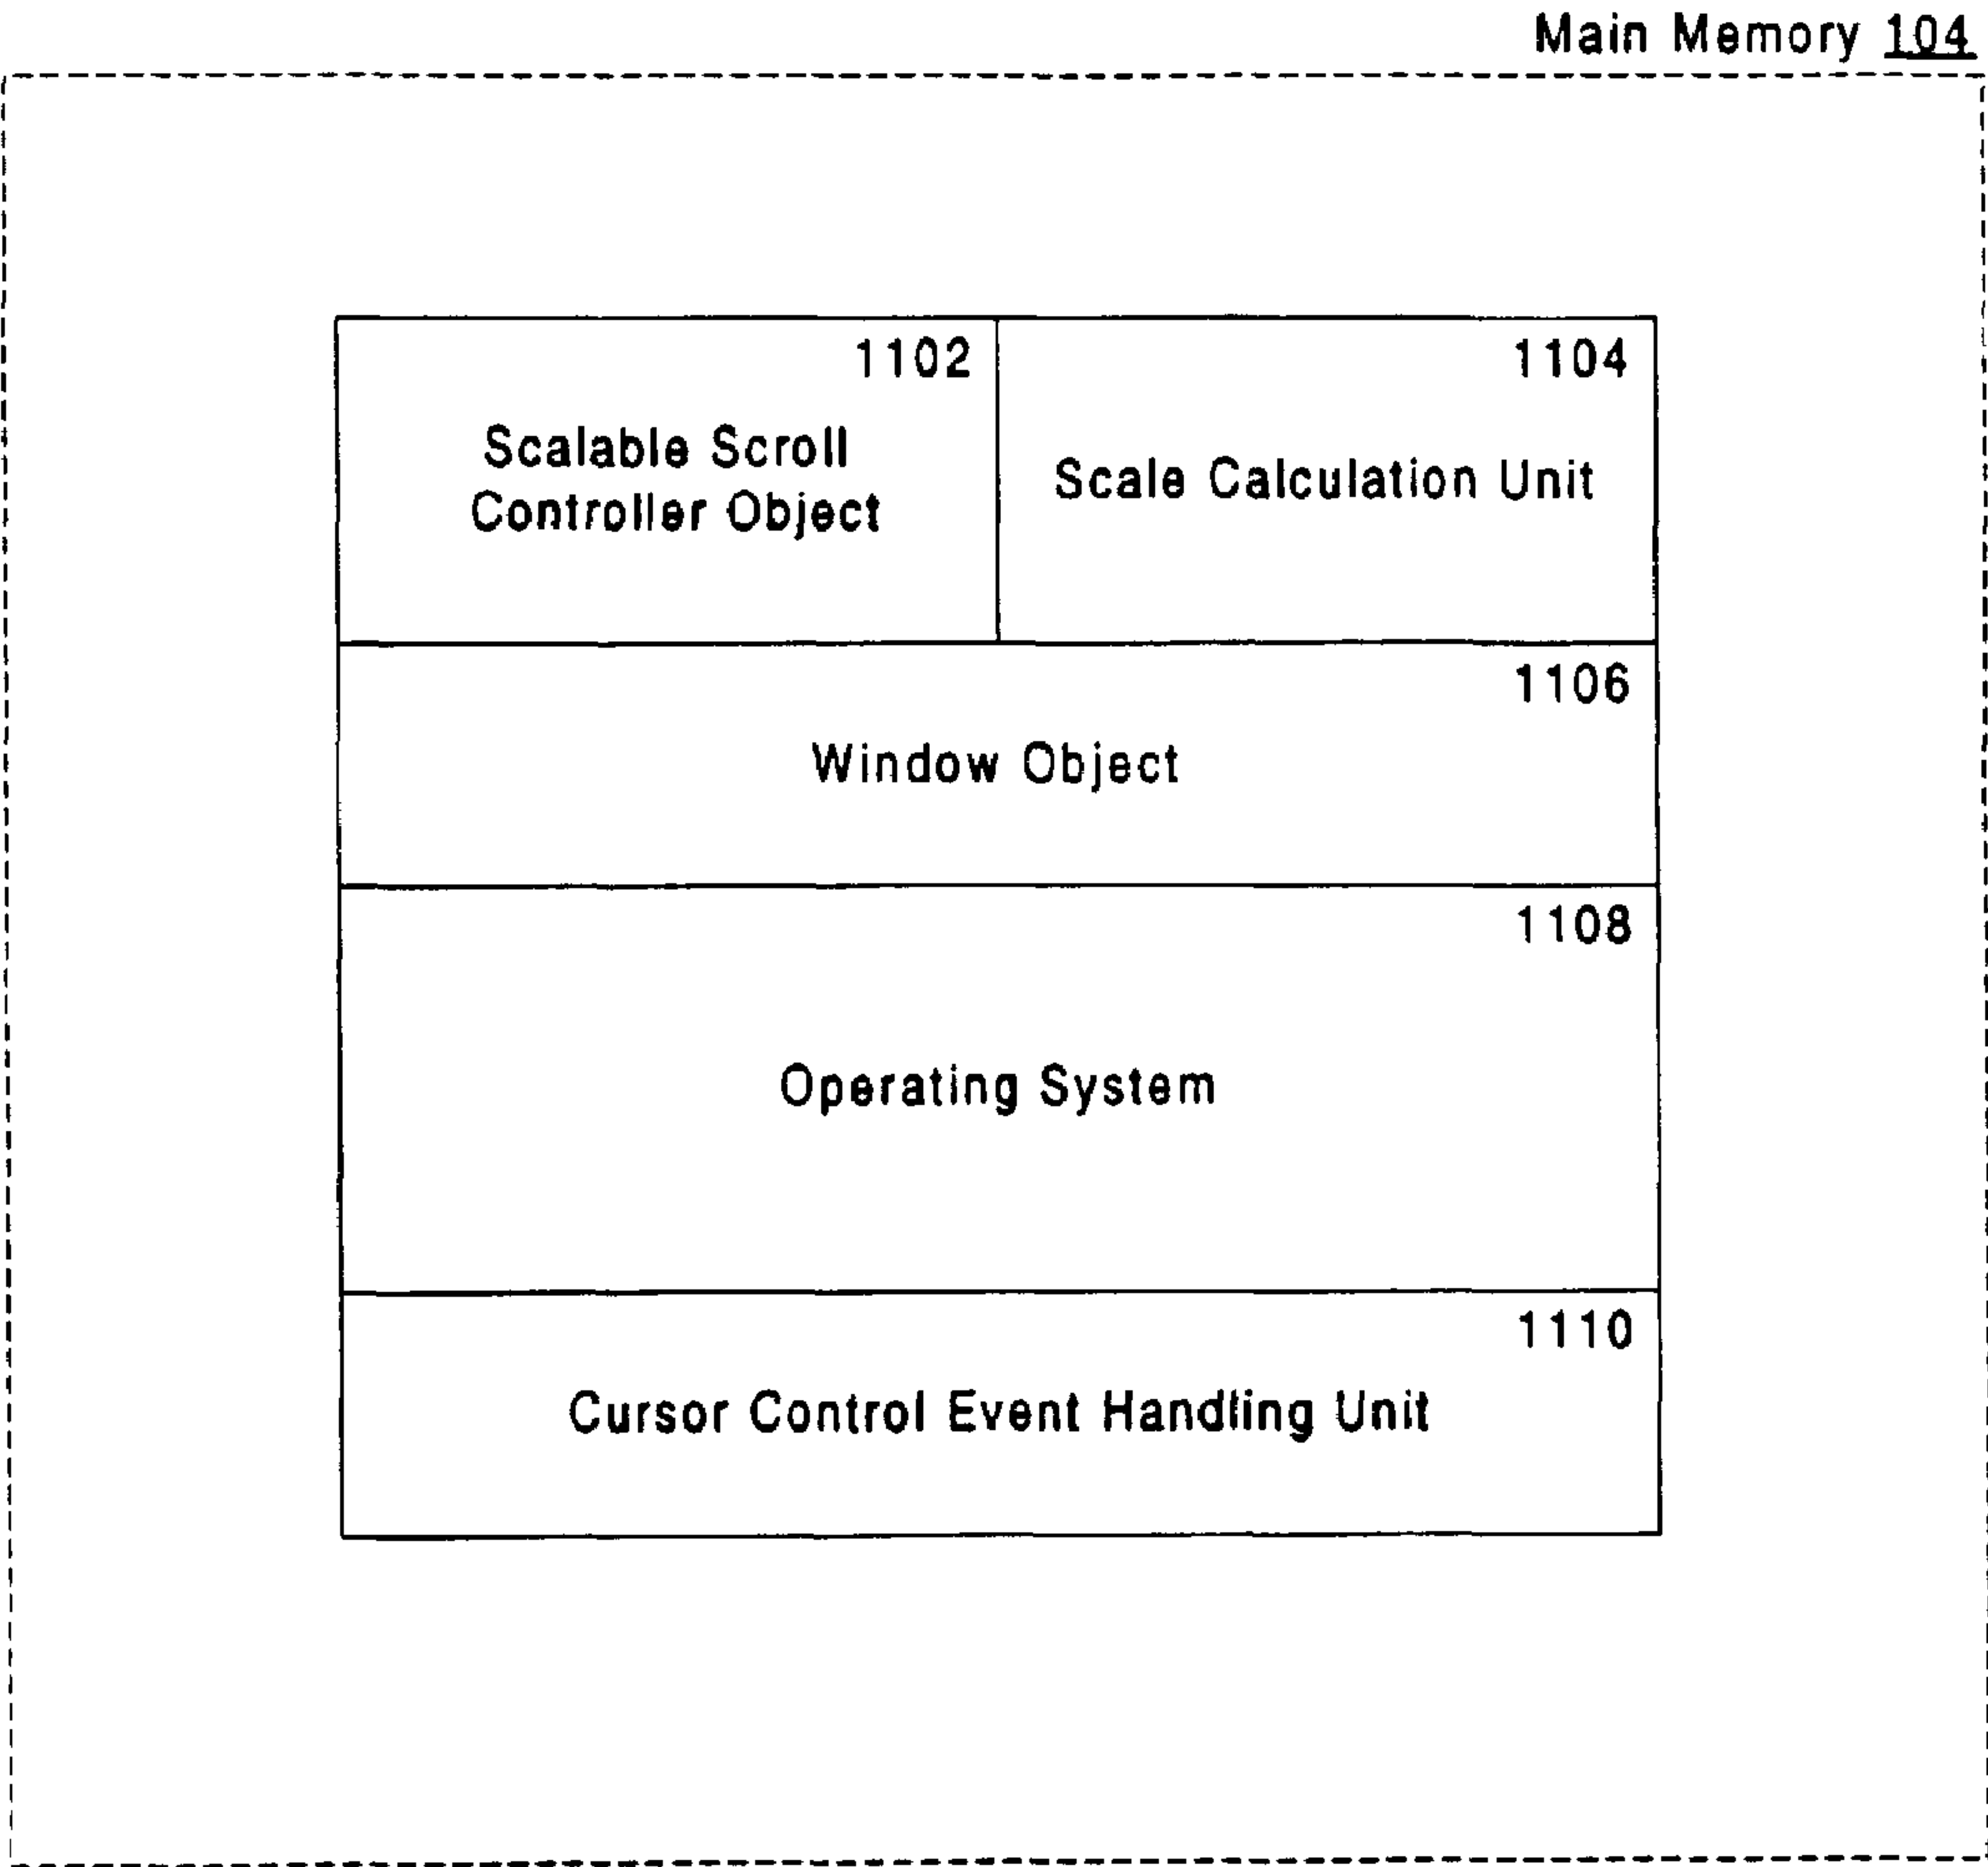 Main Memory 104
1102
Scalable Scroll
Controller Object
1104
Scale Calculation Unit
1106
Window Object
1108
Operating System
1110
Cursor Control Event Handling Unit